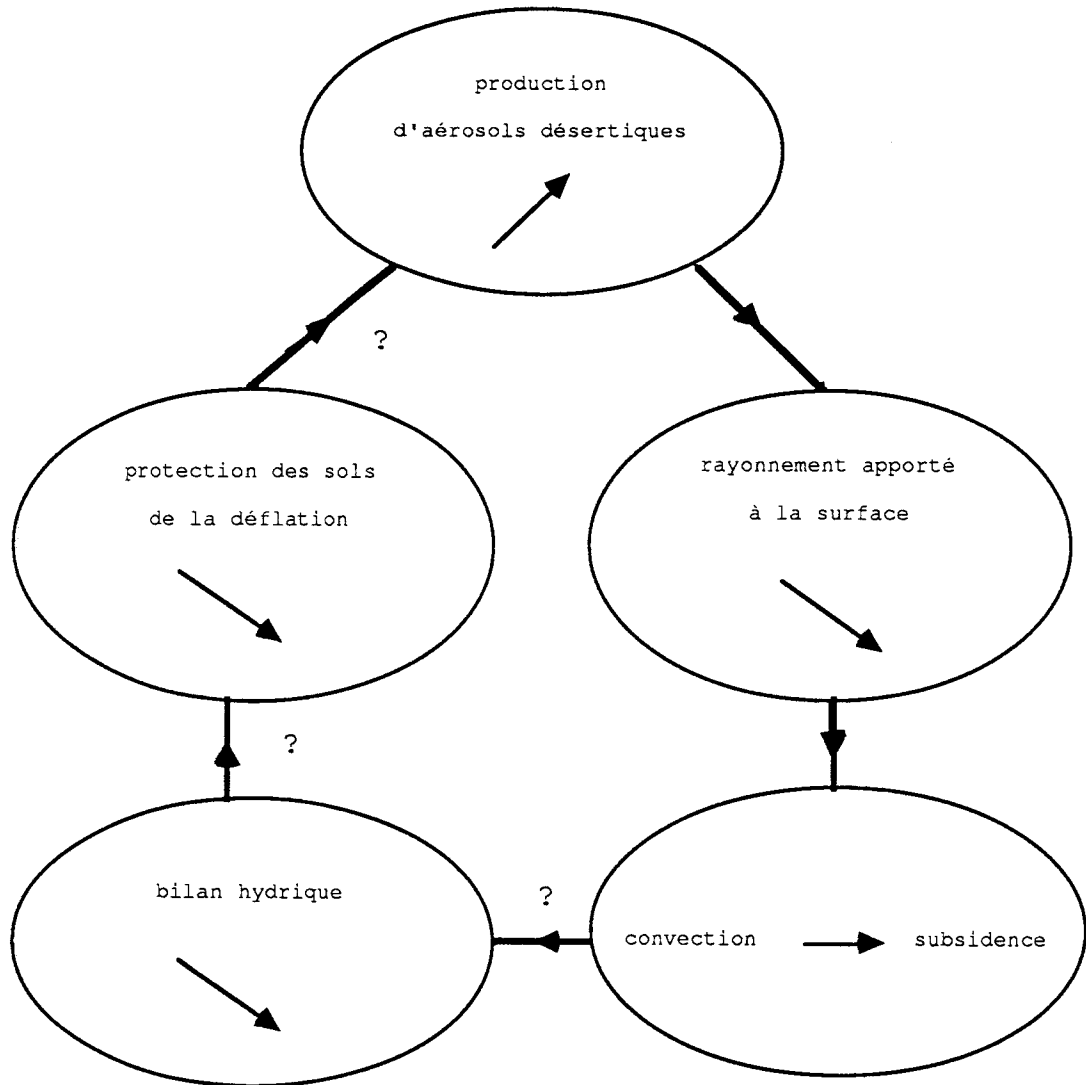 production
d'aérosols désertiques
?
protection des sols
de la déflation
rayonnement apporté
à la surface
?
bilan hydrique
?
convection
subsidence